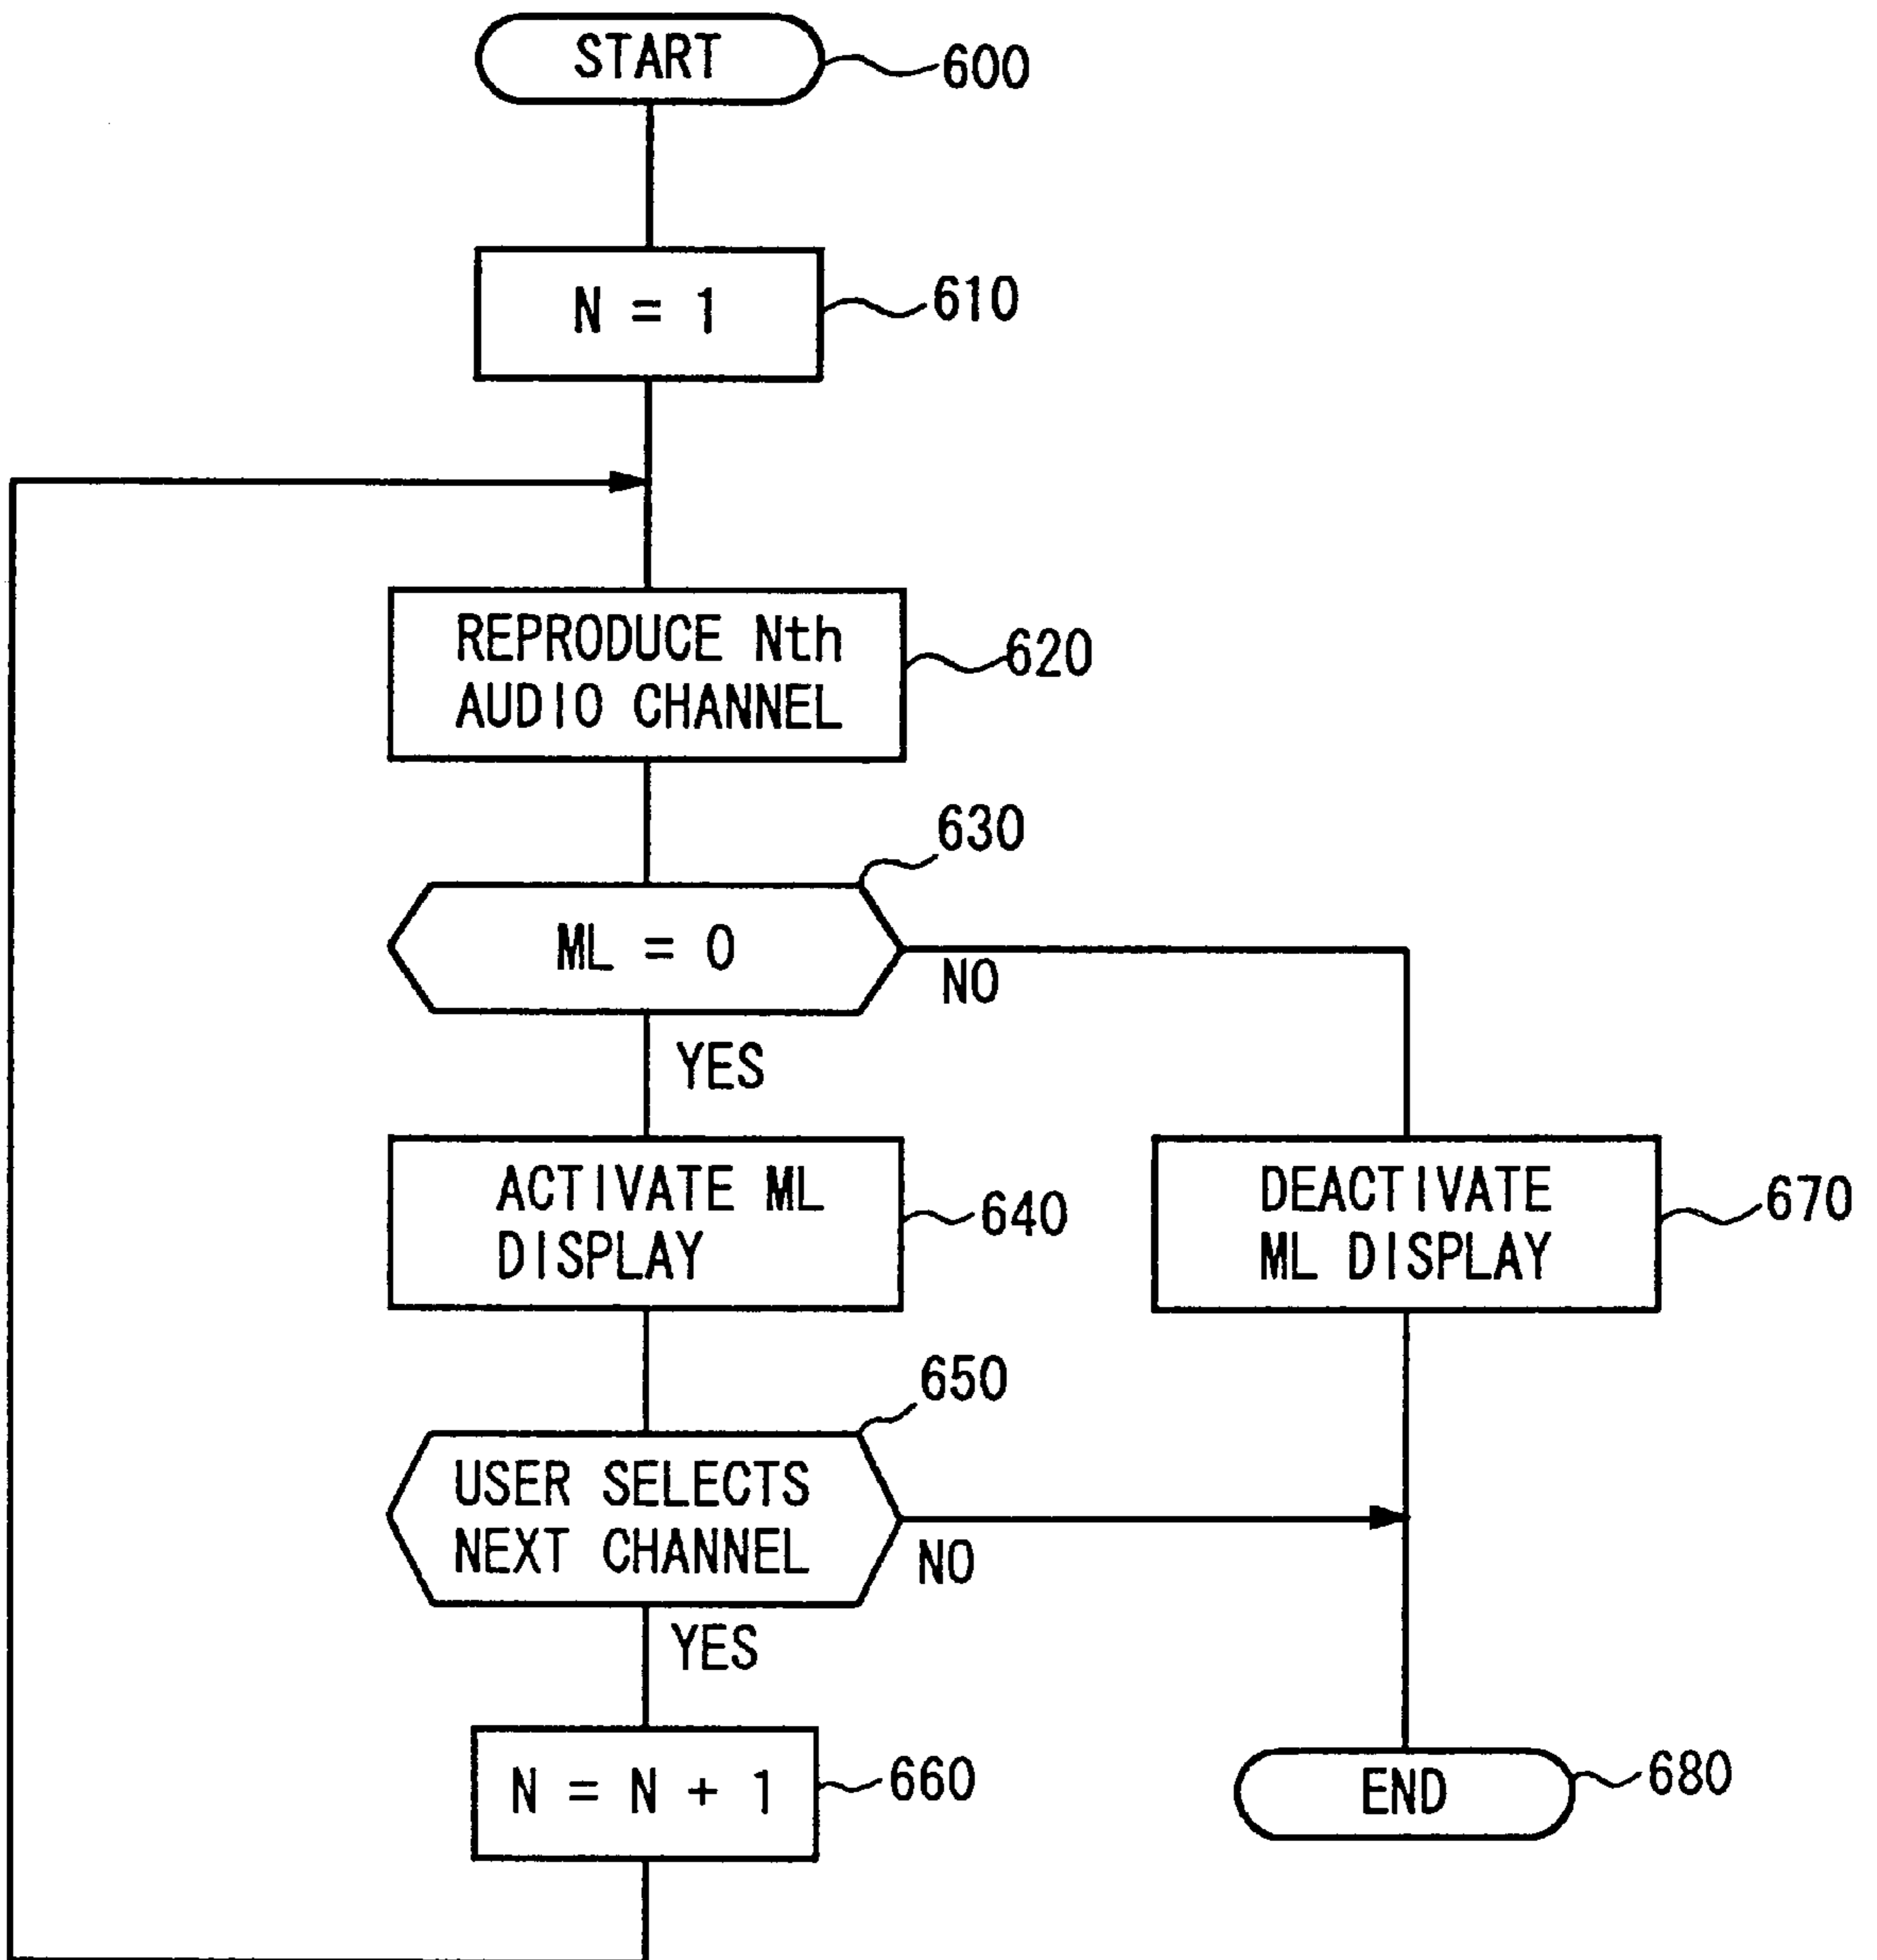 START
600
N = 1
610
REPRODUCE Nth
AUDIO CHANNEL
620
630
ML = 0
NO
YES
ACTIVATE ML
DISPLAY
640
DEACTIVATE
ML DISPLAY
670
650
USER SELECTS
NEXT CHANNEL
NO
YES
N = N + 1
660
END
680